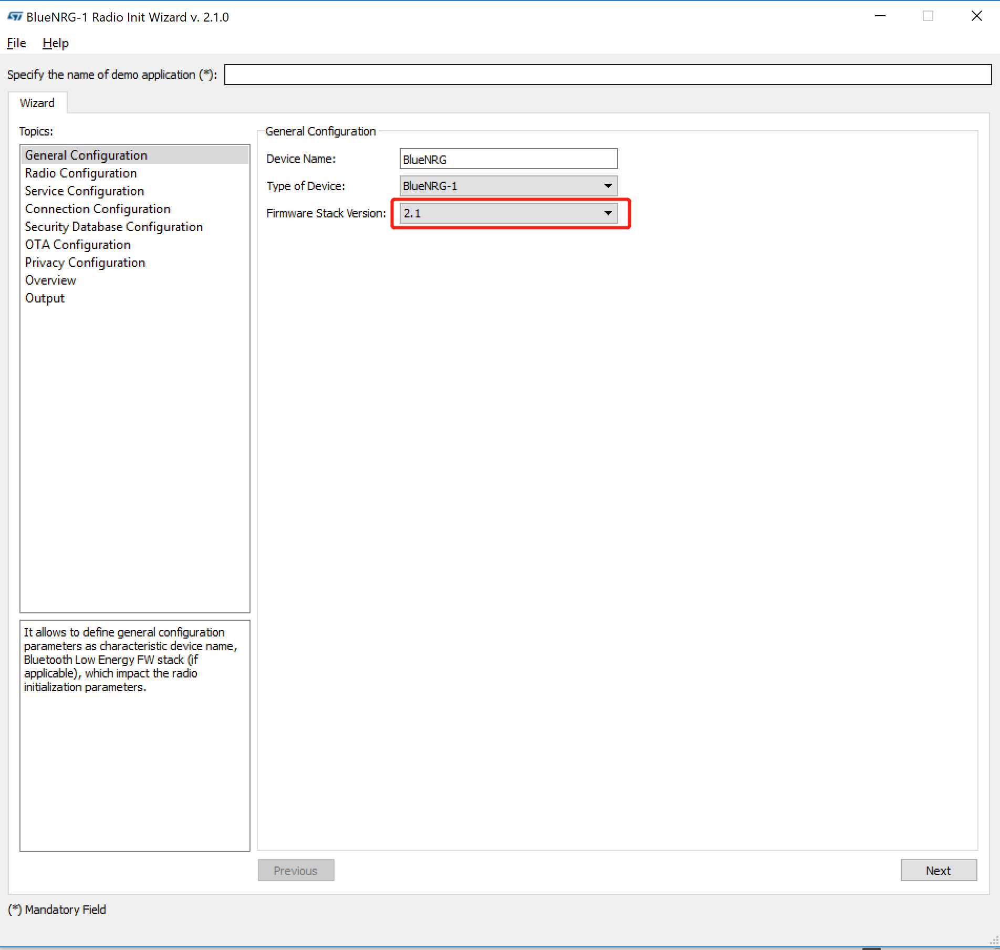 ST BlueNRG-1 Radio Init Wizard v. 2.1.0
File Help
Specify the name of demo application (*):
Wizard
Topics:
General Configuration
Radio Configuration
Service Configuration
Connection Configuration
Security Database Configuration
OTA Configuration
Privacy Configuration
Overview
Output
It allows to define general configuration
parameters as characteristic device name,
Bluetooth Low Energy FW stack (if
applicable), which impact the radio
initialization parameters.
General Configuration
Device Name: BlueNRG
Type of Device: BlueNRG-1
Firmware Stack Version: 2.1
Previous Next
(*) Mandatory Field